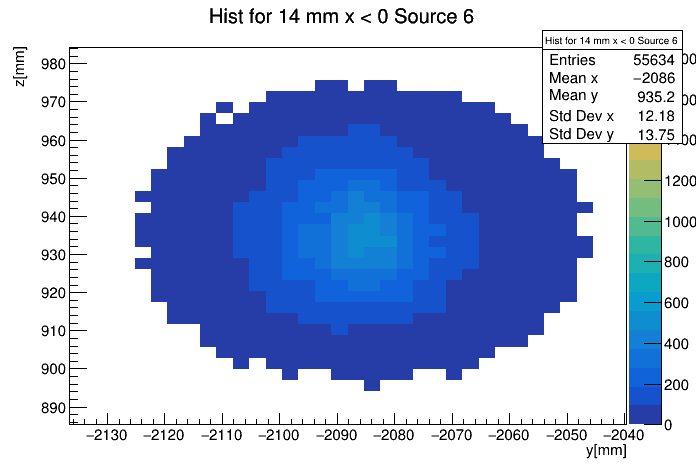 Hist for 14 mm x < 0 Source 6
Hist for 14 mm x < 0 Source 6
Entries 55634
Mean x −2086
Mean y 935.2
Std Dev x 12.18
Std Dev y 13.75
z[mm]
980
970
960
950
940
930
920
910
900
890
−2130 −2120 −2110 −2100 −2090 −2080 −2070 −2060 −2050 −2040
y[mm]
1200
1000
800
600
400
200
0